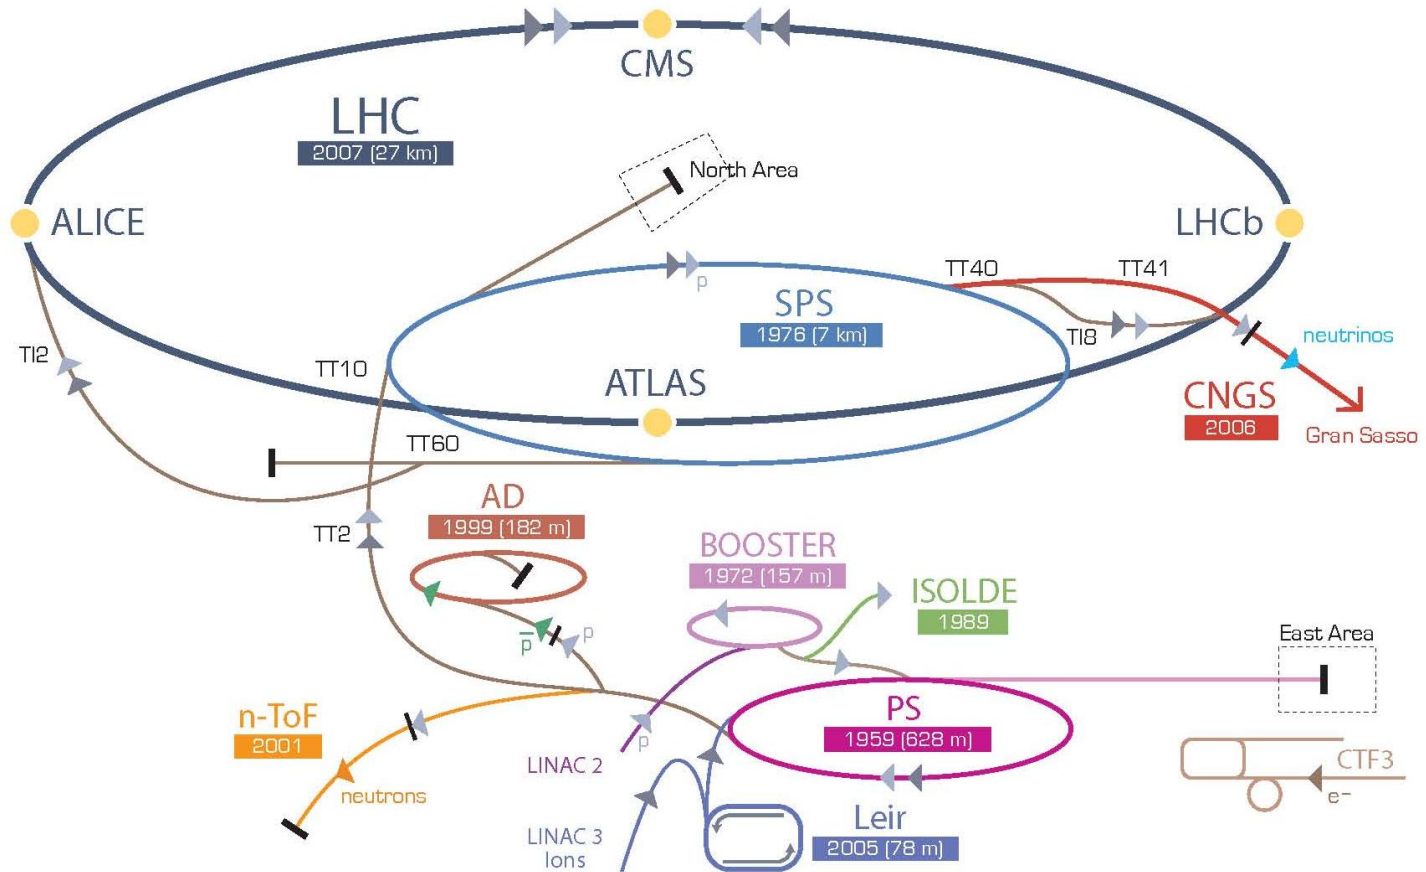 CMS
LHC
2007 (27 km)
North Area
ALICE
LHCb
TT40
TT41
p
SPS
1976 (7 km)
TI8
neutrinos
TI2
TT10
ATLAS
CNGS
2006
Gran Sasso
TT60
AD
1999 (182 m)
TT2
BOOSTER
1972 (157 m)
ISOLDE
1989
p̅
p
East Area
n-ToF
2001
PS
1959 (628 m)
p
LINAC 2
neutrons
CTF3
e-
LINAC 3
Ions
Leir
2005 (78 m)